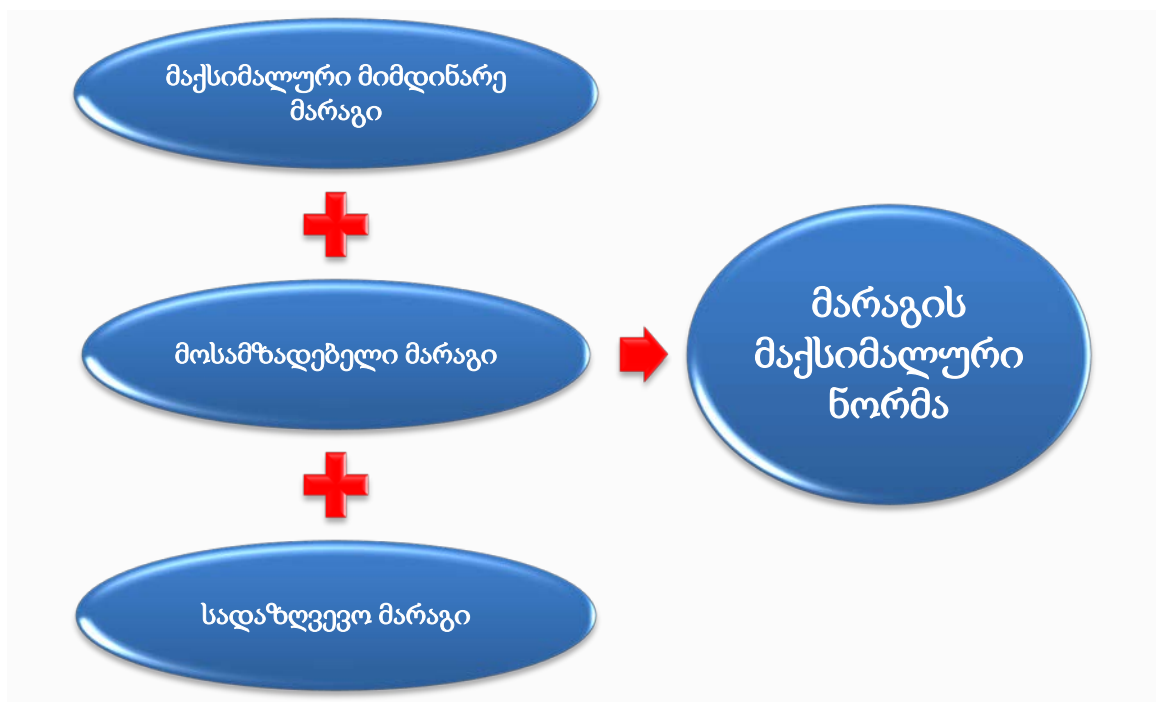 მაქსიმალური მიმდინარე
მარაგი
მოსამზადებელი მარაგი
სადაზღვევო მარაგი
მარაგის
მაქსიმალური
ნორმა